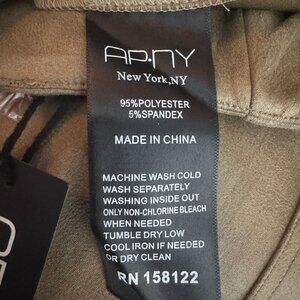 AP·NY
New York,NY
95%POLYESTER
5%SPANDEX
MADE IN CHINA
MACHINE WASH COLD
WASH SEPARATELY
WASHING INSIDE OUT
ONLY NON-CHLORINE BLEACH
WHEN NEEDED
TUMBLE DRY LOW
COOL IRON IF NEEDED
OR DRY CLEAN
RN 158122